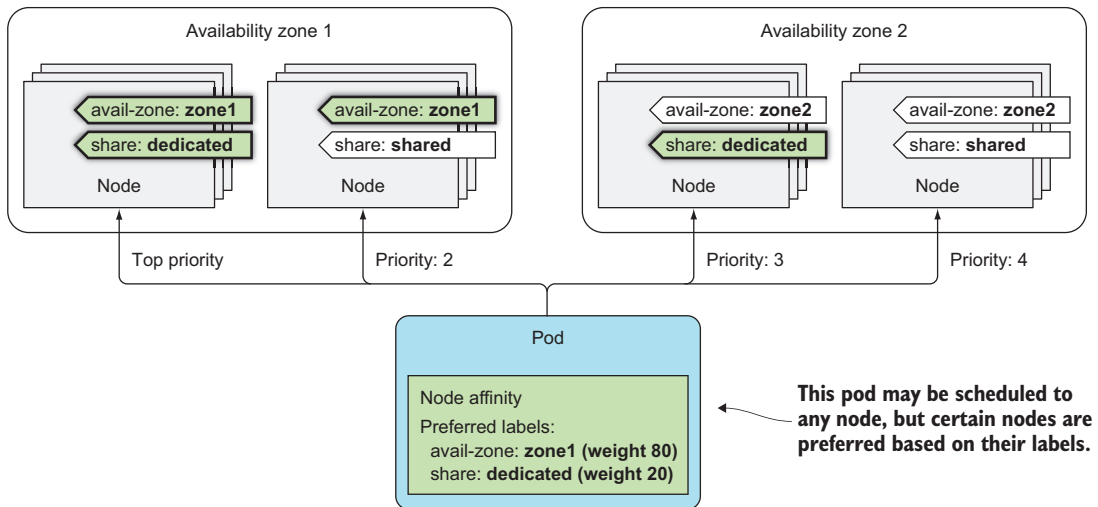 Availability zone 1
Availability zone 2
avail-zone: zone1
share: dedicated
Node
avail-zone: zone1
share: shared
Node
avail-zone: zone2
share: dedicated
Node
avail-zone: zone2
share: shared
Node
Top priority
Priority: 2
Priority: 3
Priority: 4
Pod
Node affinity
Preferred labels:
avail-zone: zone1 (weight 80)
share: dedicated (weight 20)
This pod may be scheduled to
any node, but certain nodes are
preferred based on their labels.